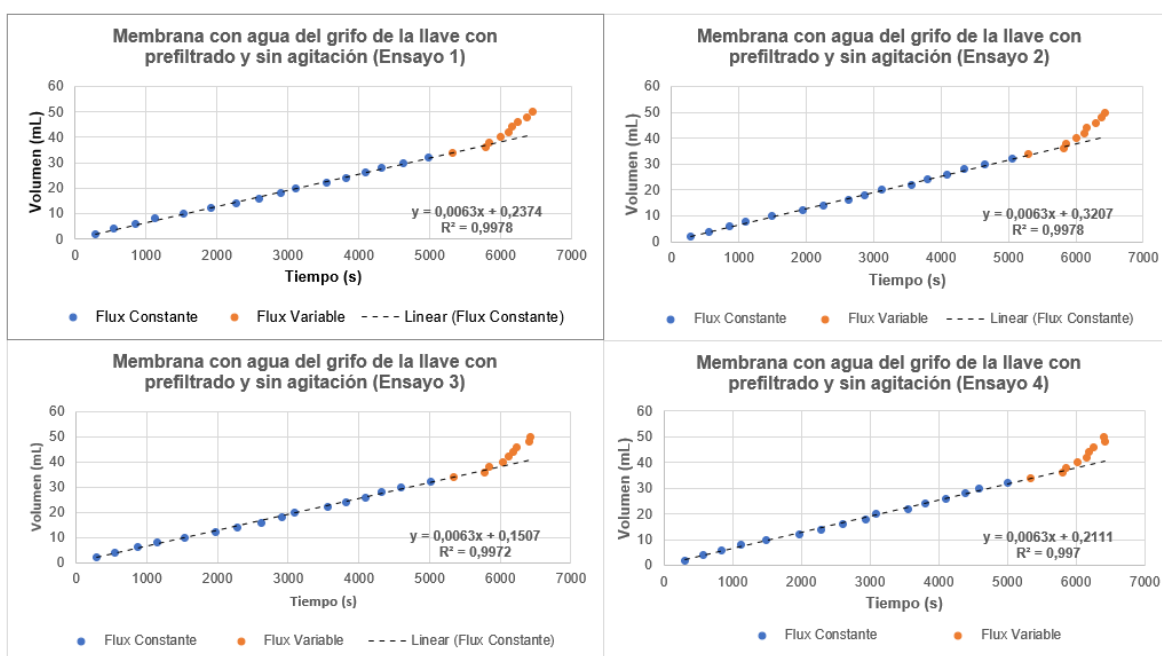 Membrana con agua del grifo de la llave con
prefiltrado y sin agitación (Ensayo 1)
60
50
40
30
20
10
0
Volumen (mL)
y = 0,0063x + 0,2374
R² = 0,9978
0 1000 2000 3000 4000 5000 6000 7000
Tiempo (s)
Flux Constante Flux Variable Linear (Flux Constante)
Membrana con agua del grifo de la llave con
prefiltrado y sin agitación (Ensayo 2)
60
50
40
30
20
10
0
Volumen (mL)
y = 0,0063x + 0,3207
R² = 0,9978
0 1000 2000 3000 4000 5000 6000 7000
Tiempo (s)
Flux Constante Flux Variable Linear (Flux Constante)
Membrana con agua del grifo de la llave con
prefiltrado y sin agitación (Ensayo 3)
60
50
40
30
20
10
0
Volumen (mL)
y = 0,0063x + 0,1507
R² = 0,9972
0 1000 2000 3000 4000 5000 6000 7000
Tiempo (s)
Flux Constante Flux Variable Linear (Flux Constante)
Membrana con agua del grifo de la llave con
prefiltrado y sin agitación (Ensayo 4)
60
50
40
30
20
10
0
Volumen (mL)
y = 0,0063x + 0,2111
R² = 0,997
0 1000 2000 3000 4000 5000 6000 7000
Tiempo (s)
Flux Constante Flux Variable